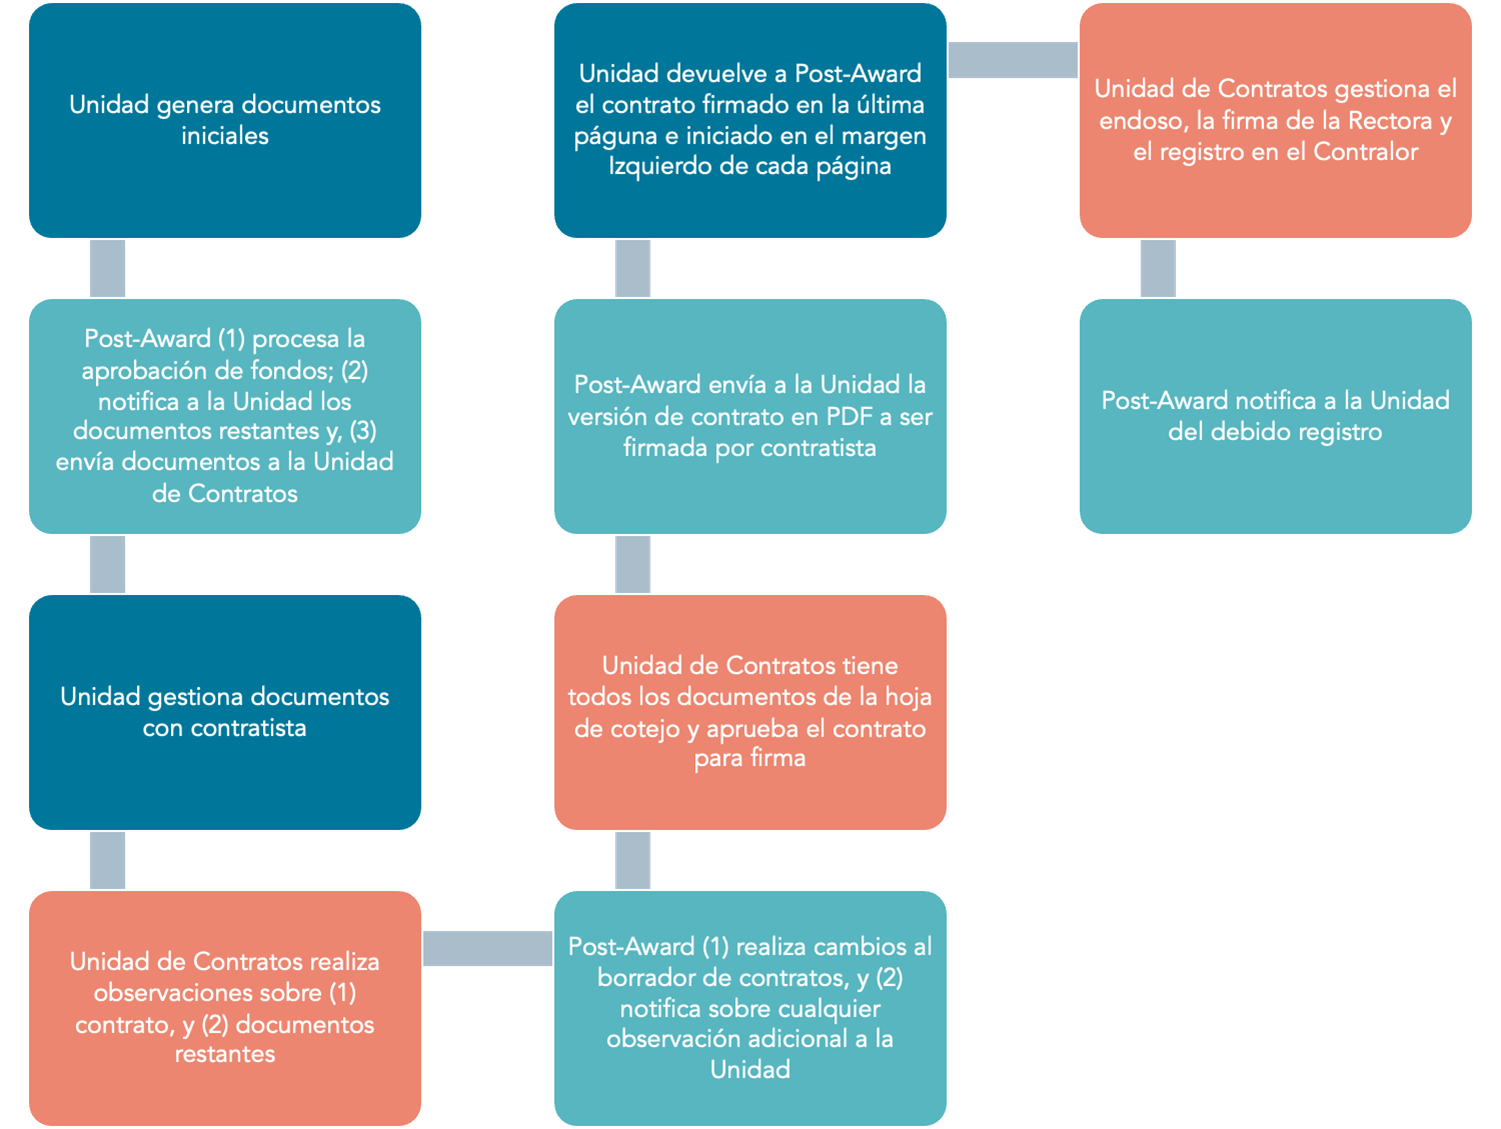 Unidad genera documentos
iniciales
Post-Award (1) procesa la
aprobación de fondos; (2)
notifica a la Unidad los
documentos restantes y, (3)
envía documentos a la Unidad
de Contratos
Unidad gestiona documentos
con contratista
Unidad de Contratos realiza
observaciones sobre (1)
contrato, y (2) documentos
restantes
Post-Award (1) realiza cambios al
borrador de contratos, y (2)
notifica sobre cualquier
observación adicional a la
Unidad
Unidad de Contratos tiene
todos los documentos de la hoja
de cotejo y aprueba el contrato
para firma
Post-Award envía a la Unidad la
versión de contrato en PDF a ser
firmada por contratista
Unidad devuelve a Post-Award
el contrato firmado en la última
páguna e iniciado en el margen
Izquierdo de cada página
Unidad de Contratos gestiona el
endoso, la firma de la Rectora y
el registro en el Contralor
Post-Award notifica a la Unidad
del debido registro